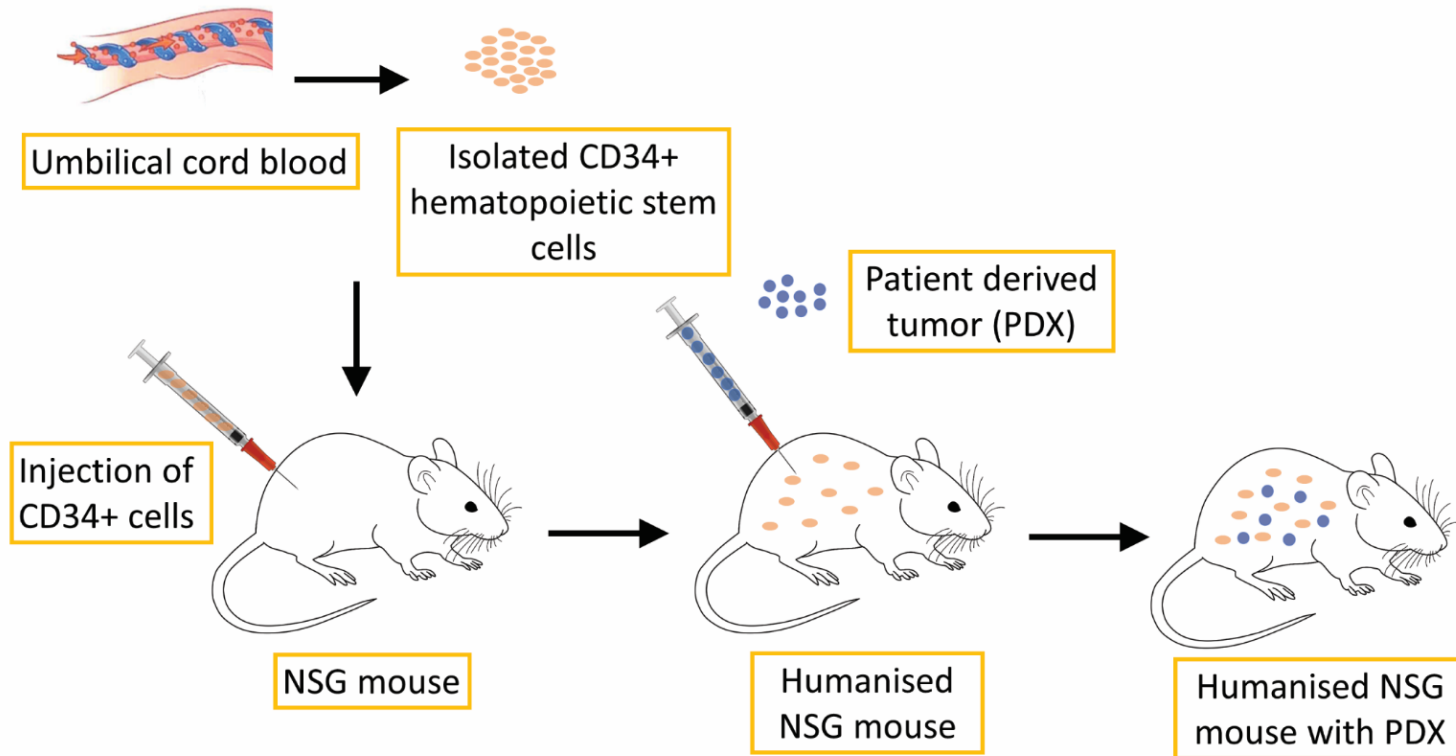 Umbilical cord blood
Isolated CD34+
hematopoietic stem
cells
Patient derived
tumor (PDX)
Injection of
CD34+ cells
NSG mouse
Humanised
NSG mouse
Humanised NSG
mouse with PDX